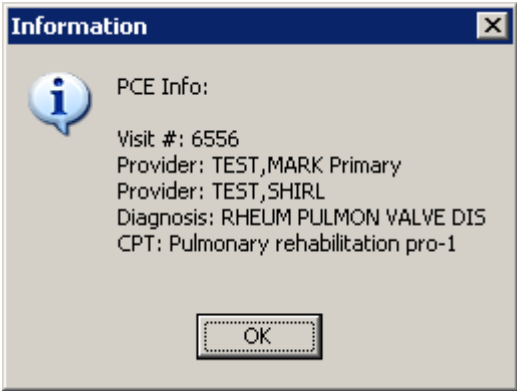 Information
PCE Info:
Visit #: 6556
Provider: TEST,MARK Primary
Provider: TEST,SHIRL
Diagnosis: RHEUM PULMON VALVE DIS
CPT: Pulmonary rehabilitation pro-1
OK